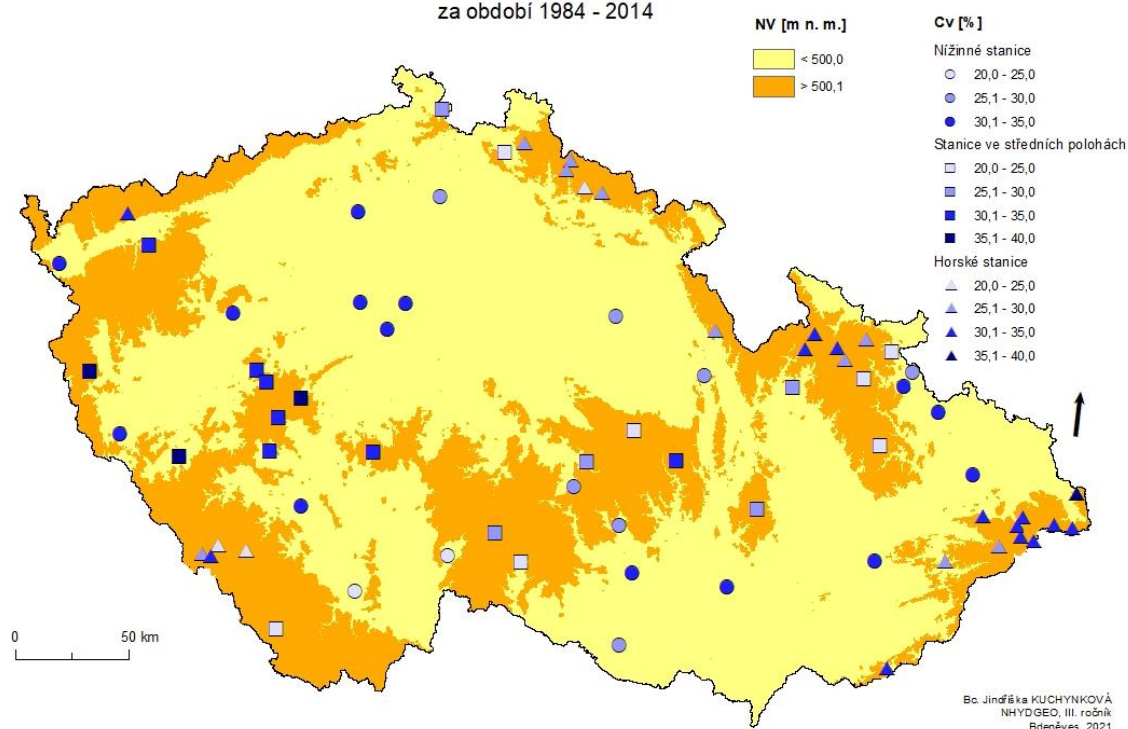 za období 1984 - 2014
NV [m n. m.]
< 500,0
> 500,1
Cv [%]
Nížinné stanice
20,0 - 25,0
25,1 - 30,0
30,1 - 35,0
Stanice ve středních polohách
20,0 - 25,0
25,1 - 30,0
30,1 - 35,0
35,1 - 40,0
Horské stanice
20,0 - 25,0
25,1 - 30,0
30,1 - 35,0
35,1 - 40,0
0 50 km
Bc. Jindřiška KUCHYNKOVÁ
NHYDGEO, III. ročník
Bdeněves, 2021